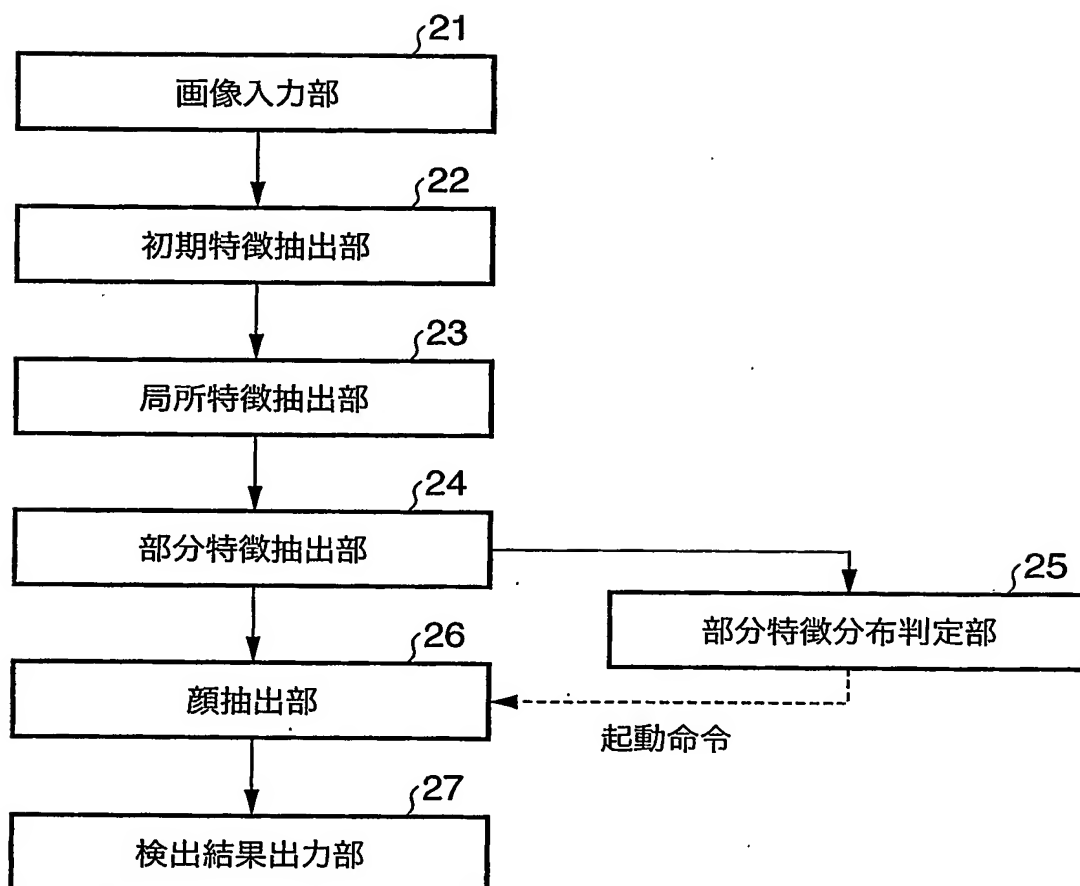 21
画像入力部
22
初期特徴抽出部
23
局所特徴抽出部
24
部分特徴抽出部
25
部分特徴分布判定部
26
顔抽出部
起動命令
27
検出結果出力部